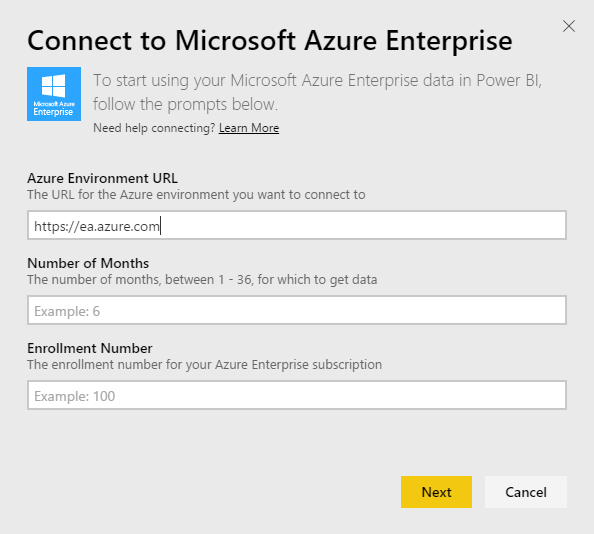 Connect to Microsoft Azure Enterprise
Microsoft Azure
Enterprise
To start using your Microsoft Azure Enterprise data in Power BI,
follow the prompts below.
Need help connecting? Learn More
Azure Environment URL
The URL for the Azure environment you want to connect to
https://ea.azure.com
Number of Months
The number of months, between 1 - 36, for which to get data
Example: 6
Enrollment Number
The enrollment number for your Azure Enterprise subscription
Example: 100
Next Cancel